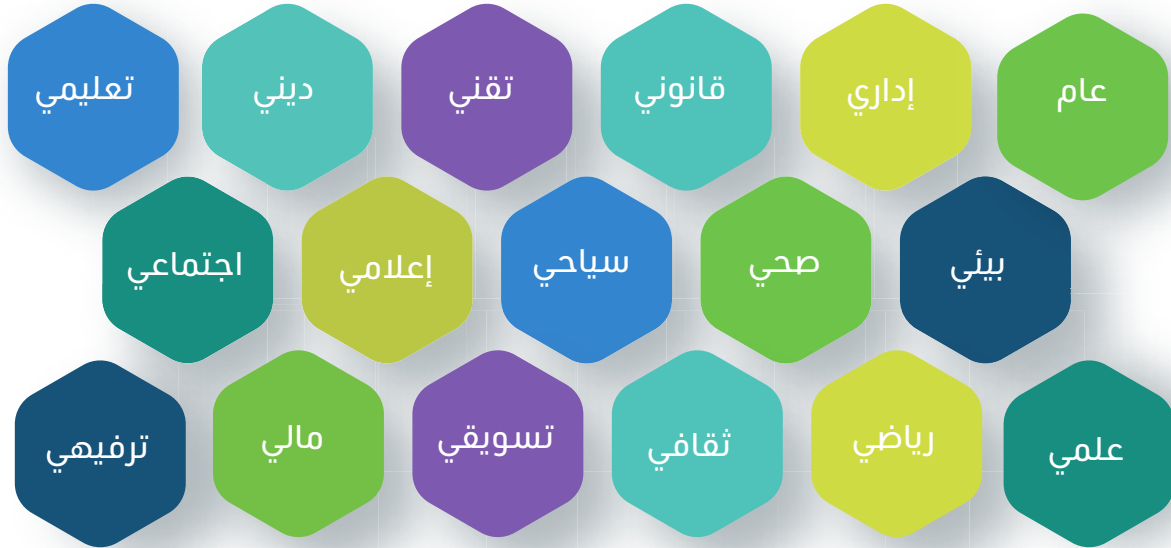 عام
إداري
قانوني
تقني
ديني
تعليمي
بيئي
صحي
سياحي
إعلامي
اجتماعي
علمي
رياضي
ثقافي
تسويقي
مالي
ترفيهي